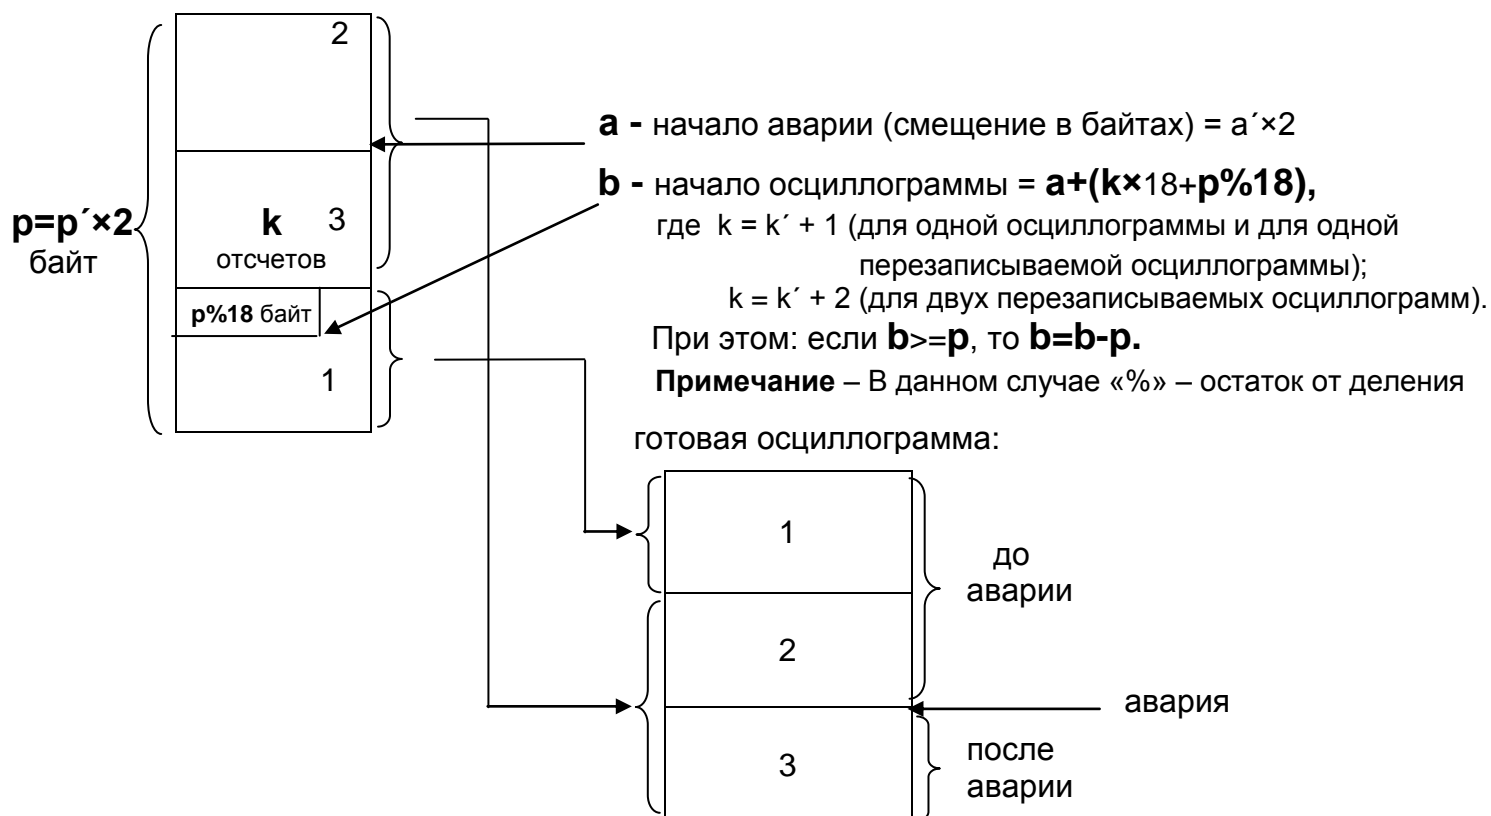 2
a - начало аварии (смещение в байтах) = a´×2
b - начало осциллограммы = a+(k×18+p%18),
p=p´×2
байт
k 3
отсчетов
где k = k´ + 1 (для одной осциллограммы и для одной
перезаписываемой осциллограммы);
k = k´ + 2 (для двух перезаписываемых осциллограмм).
p%18 байт
При этом: если b>=p, то b=b-p.
1
Примечание – В данном случае «%» – остаток от деления
готовая осциллограмма:
1
до
аварии
2
авария
3
после
аварии